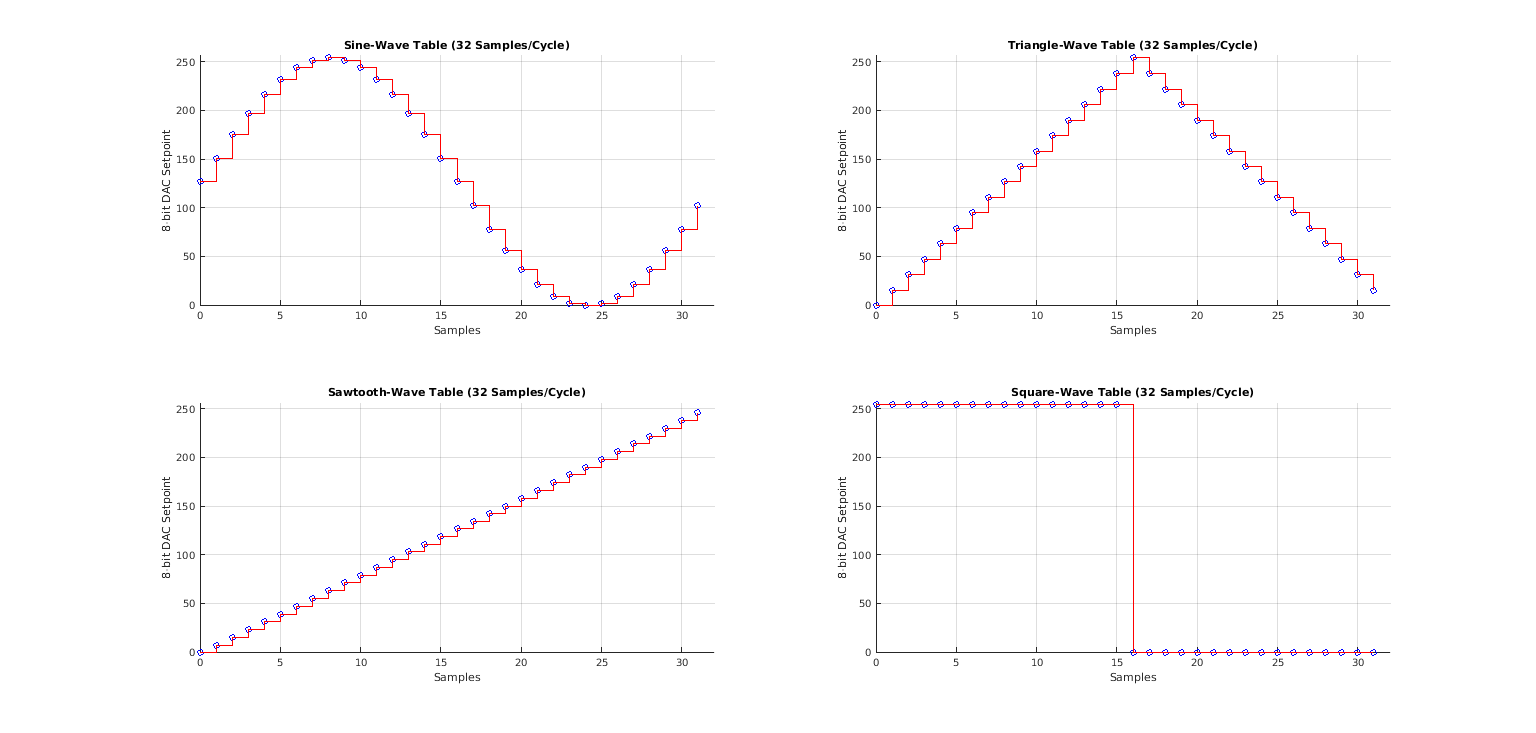 Sine-Wave Table (32 Samples/Cycle)
8-bit DAC Setpoint
250
200
150
100
50
0
0 5 10 15 20 25 30
Samples
Triangle-Wave Table (32 Samples/Cycle)
8-bit DAC Setpoint
250
200
150
100
50
0
0 5 10 15 20 25 30
Samples
Sawtooth-Wave Table (32 Samples/Cycle)
8-bit DAC Setpoint
250
200
150
100
50
0
0 5 10 15 20 25 30
Samples
Square-Wave Table (32 Samples/Cycle)
8-bit DAC Setpoint
250
200
150
100
50
0
0 5 10 15 20 25 30
Samples